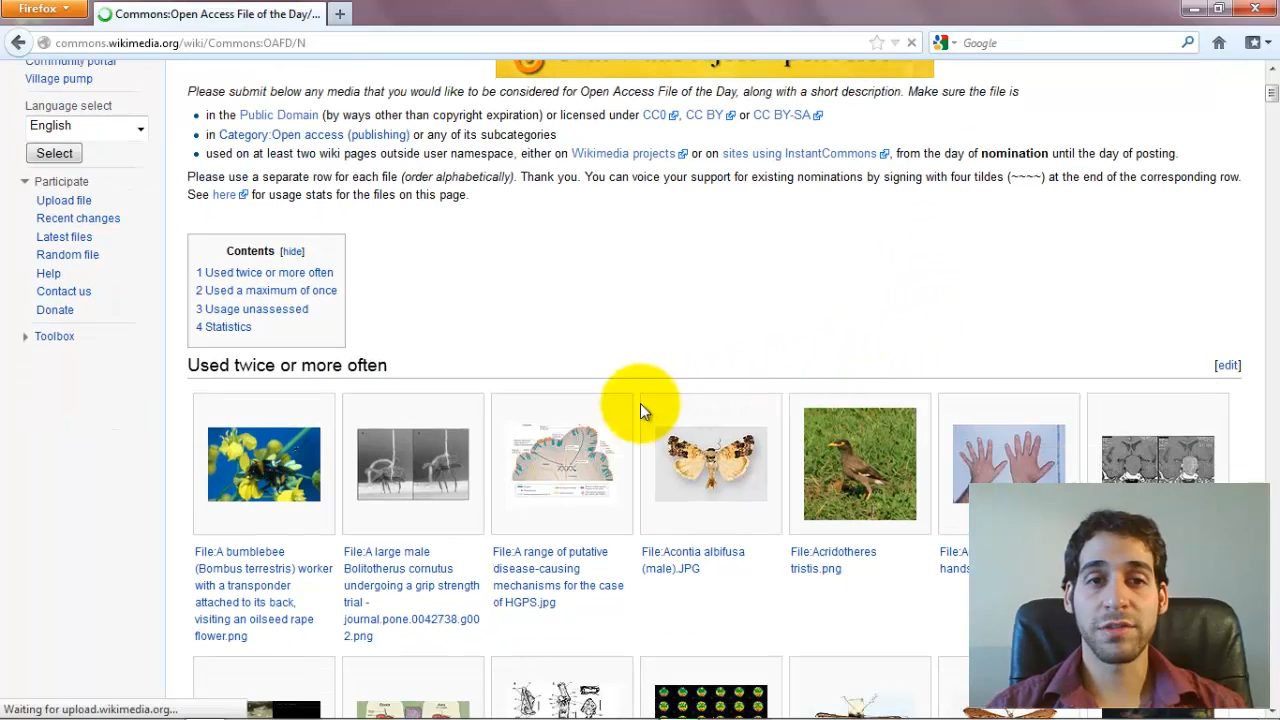 Firefox
Commons:Open Access File of the Day/...
commons.wikimedia.org/wiki/Commons:OAFD/N
Google
Community portal
Village pump
Language select
English
Select
Participate
Upload file
Recent changes
Latest files
Random file
Help
Contact us
Donate
Toolbox
Please submit below any media that you would like to be considered for Open Access File of the Day, along with a short description. Make sure the file is
in the Public Domain (by ways other than copyright expiration) or licensed under CC0, CC BY or CC BY-SA
in Category:Open access (publishing) or any of its subcategories
used on at least two wiki pages outside user namespace, either on Wikimedia projects or on sites using InstantCommons, from the day of nomination until the day of posting.
Please use a separate row for each file (order alphabetically). Thank you. You can voice your support for existing nominations by signing with four tildes (~~~~) at the end of the corresponding row.
See here for usage stats for the files on this page.
Contents [hide]
1 Used twice or more often
2 Used a maximum of once
3 Usage unassessed
4 Statistics
Used twice or more often
[edit]
File:A bumblebee
(Bombus terrestris) worker
with a transponder
attached to its back,
visiting an oilseed rape
flower.png
File:A large male
Bolitotherus cornutus
undergoing a grip strength
trial -
journal.pone.0042738.g00
2.png
File:A range of putative
disease-causing
mechanisms for the case
of HGPS.jpg
File:Acontia albifusa
(male).JPG
File:Acridotheres
tristis.png
File:A
hands
Waiting for upload.wikimedia.org...